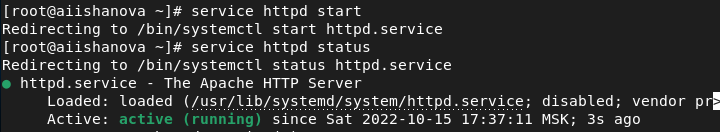 [root@aiishanova ~]# service httpd start
Redirecting to /bin/systemctl start httpd.service
[root@aiishanova ~]# service httpd status
Redirecting to /bin/systemctl status httpd.service
● httpd.service - The Apache HTTP Server
Loaded: loaded (/usr/lib/systemd/system/httpd.service; disabled; vendor pr>
Active: active (running) since Sat 2022-10-15 17:37:11 MSK; 3s ago